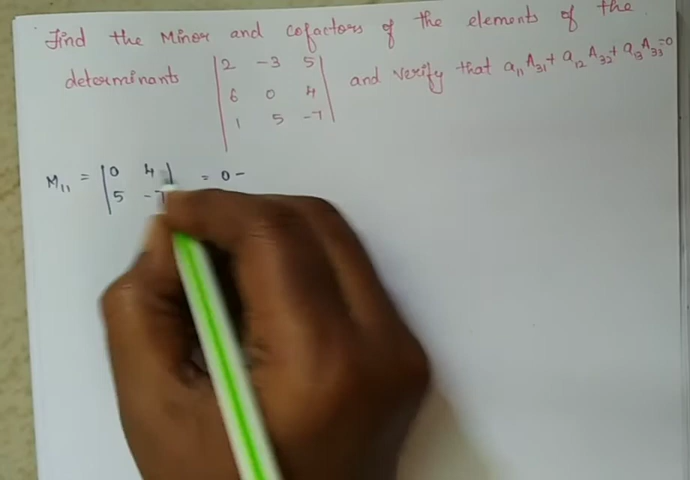 Find the Minor and cofactors of the elements of the
determinants |2 -3 5| and verify that a₁₁A₃₁+ a₁₂A₃₂+ a₁₃A₃₃=0
|6 0 4|
|1 5 -7|
M₁₁ = |0 4| = 0 -
|5 -7|